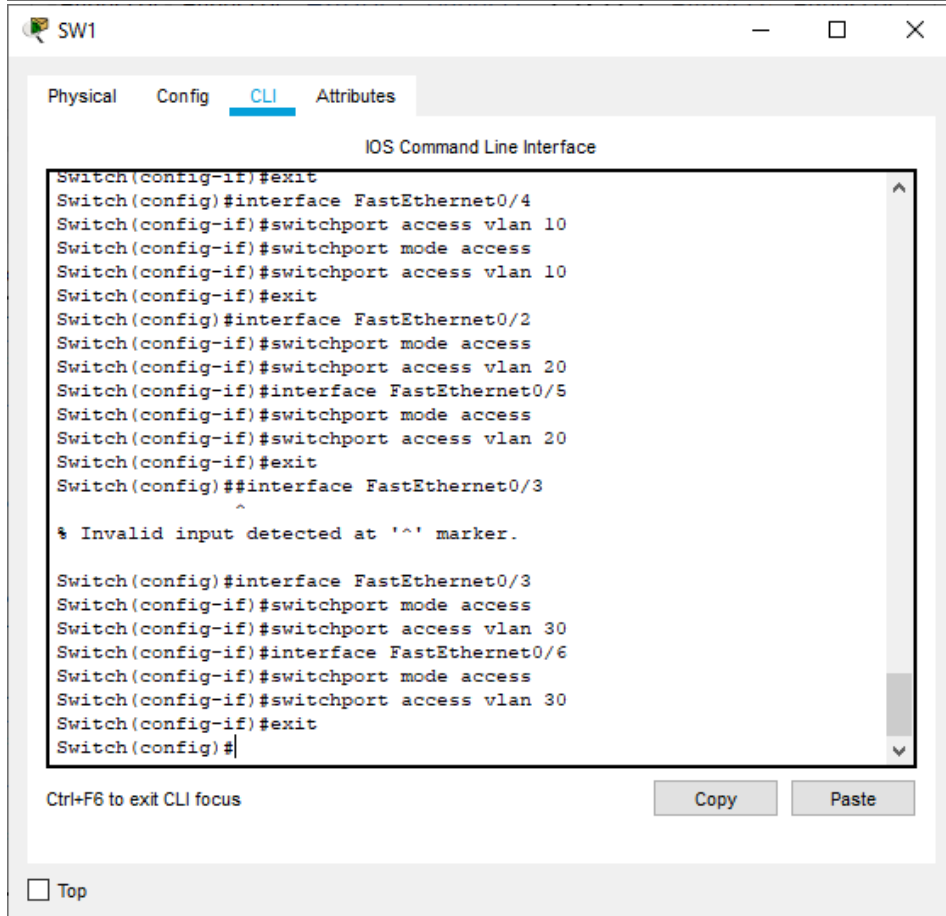 SW1
Physical Config CLI Attributes
IOS Command Line Interface
Switch(config-if)#exit
Switch(config)#interface FastEthernet0/4
Switch(config-if)#switchport access vlan 10
Switch(config-if)#switchport mode access
Switch(config-if)#switchport access vlan 10
Switch(config-if)#exit
Switch(config)#interface FastEthernet0/2
Switch(config-if)#switchport mode access
Switch(config-if)#switchport access vlan 20
Switch(config-if)#interface FastEthernet0/5
Switch(config-if)#switchport mode access
Switch(config-if)#switchport access vlan 20
Switch(config-if)#exit
Switch(config)##interface FastEthernet0/3
^
% Invalid input detected at '^' marker.
Switch(config)#interface FastEthernet0/3
Switch(config-if)#switchport mode access
Switch(config-if)#switchport access vlan 30
Switch(config-if)#interface FastEthernet0/6
Switch(config-if)#switchport mode access
Switch(config-if)#switchport access vlan 30
Switch(config-if)#exit
Switch(config)#
Ctrl+F6 to exit CLI focus
Copy Paste
Top